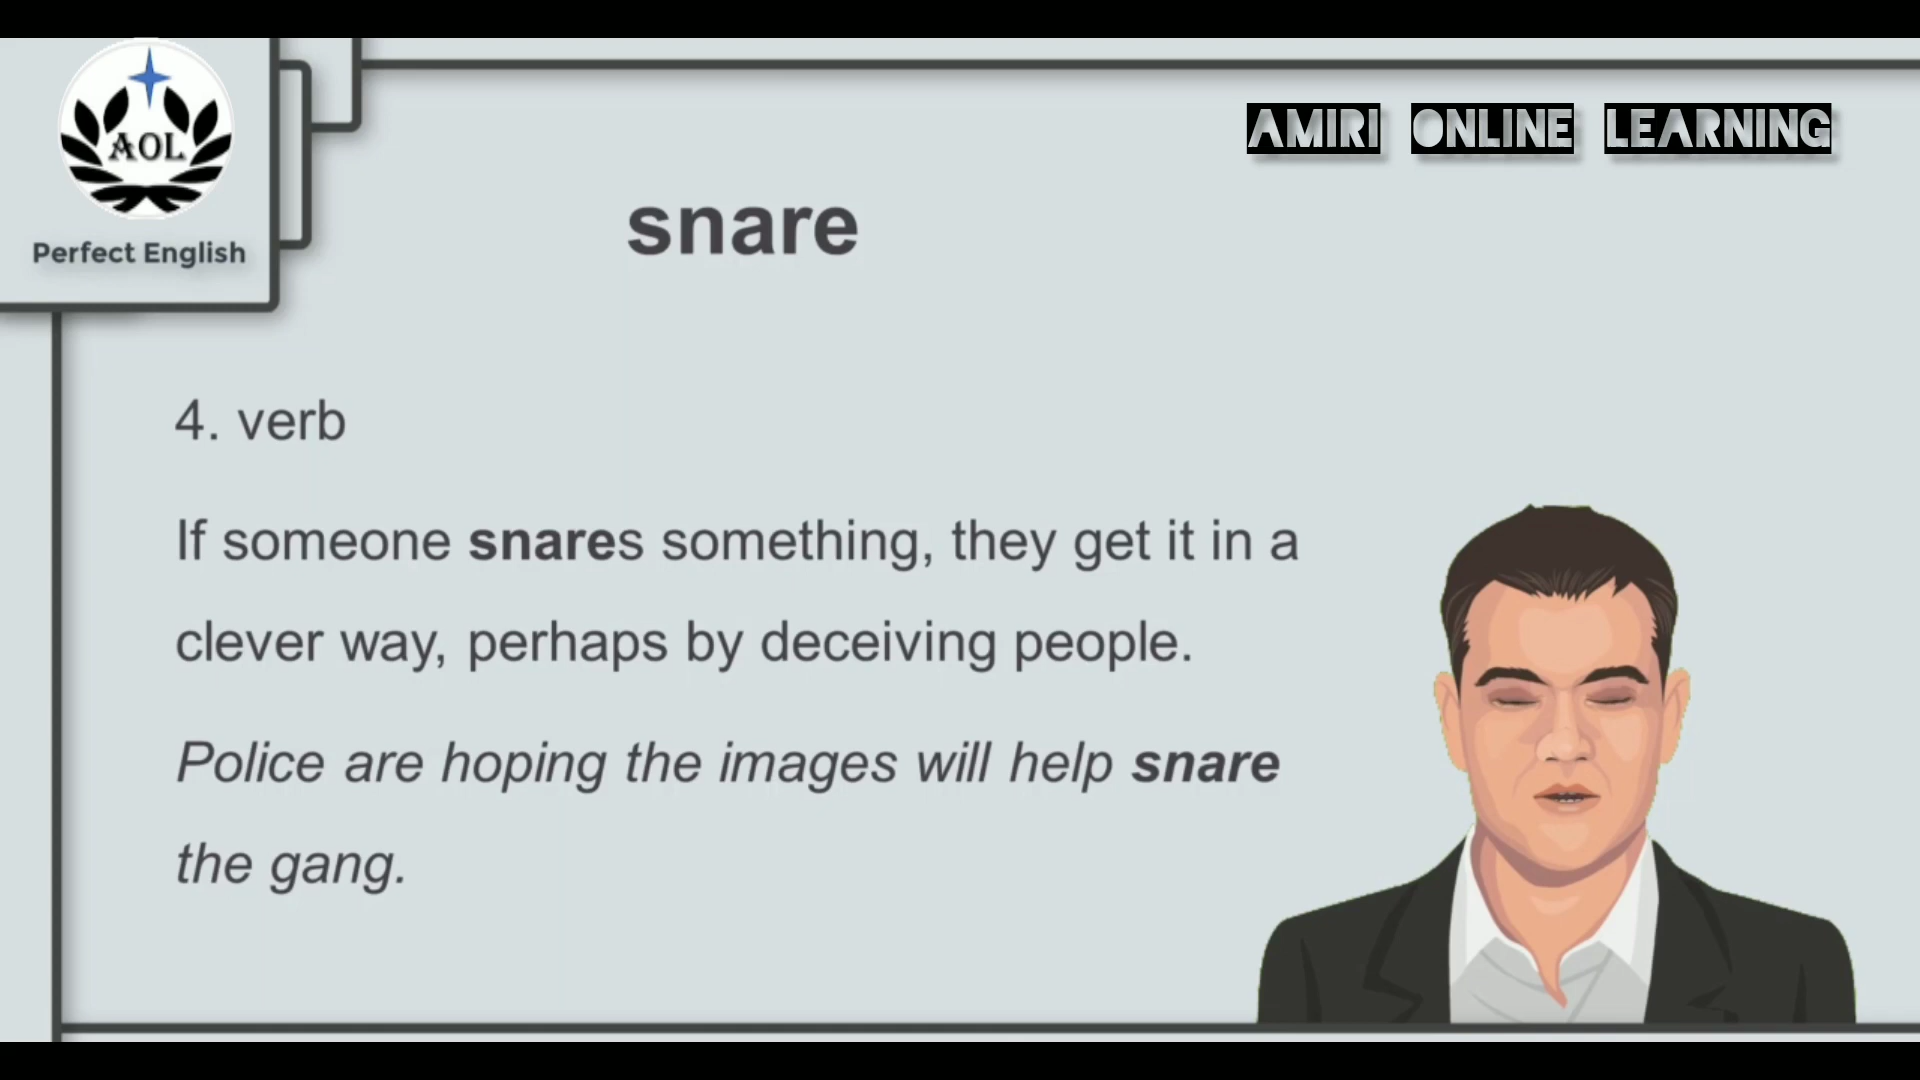 AOL
Perfect English
AMIRI ONLINE LEARNING
snare
4. verb
If someone snares something, they get it in a
clever way, perhaps by deceiving people.
Police are hoping the images will help snare
the gang.